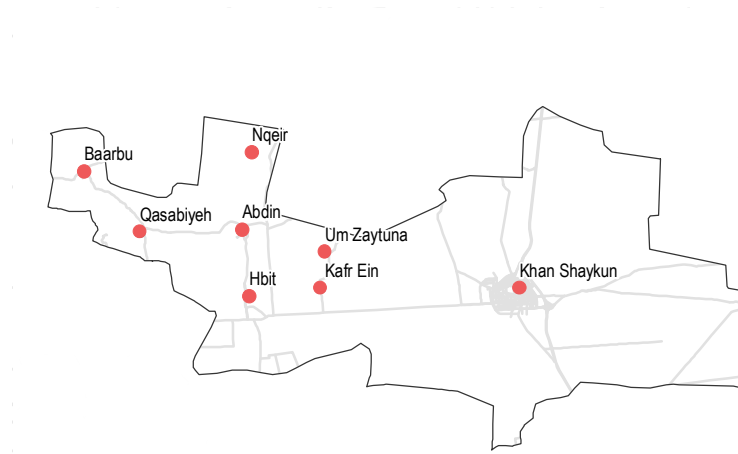 Nqeir
Baarbu
Qasabiyeh
Abdin
Um Zaytuna
Hbit
Kafr Ein
Khan Shaykun